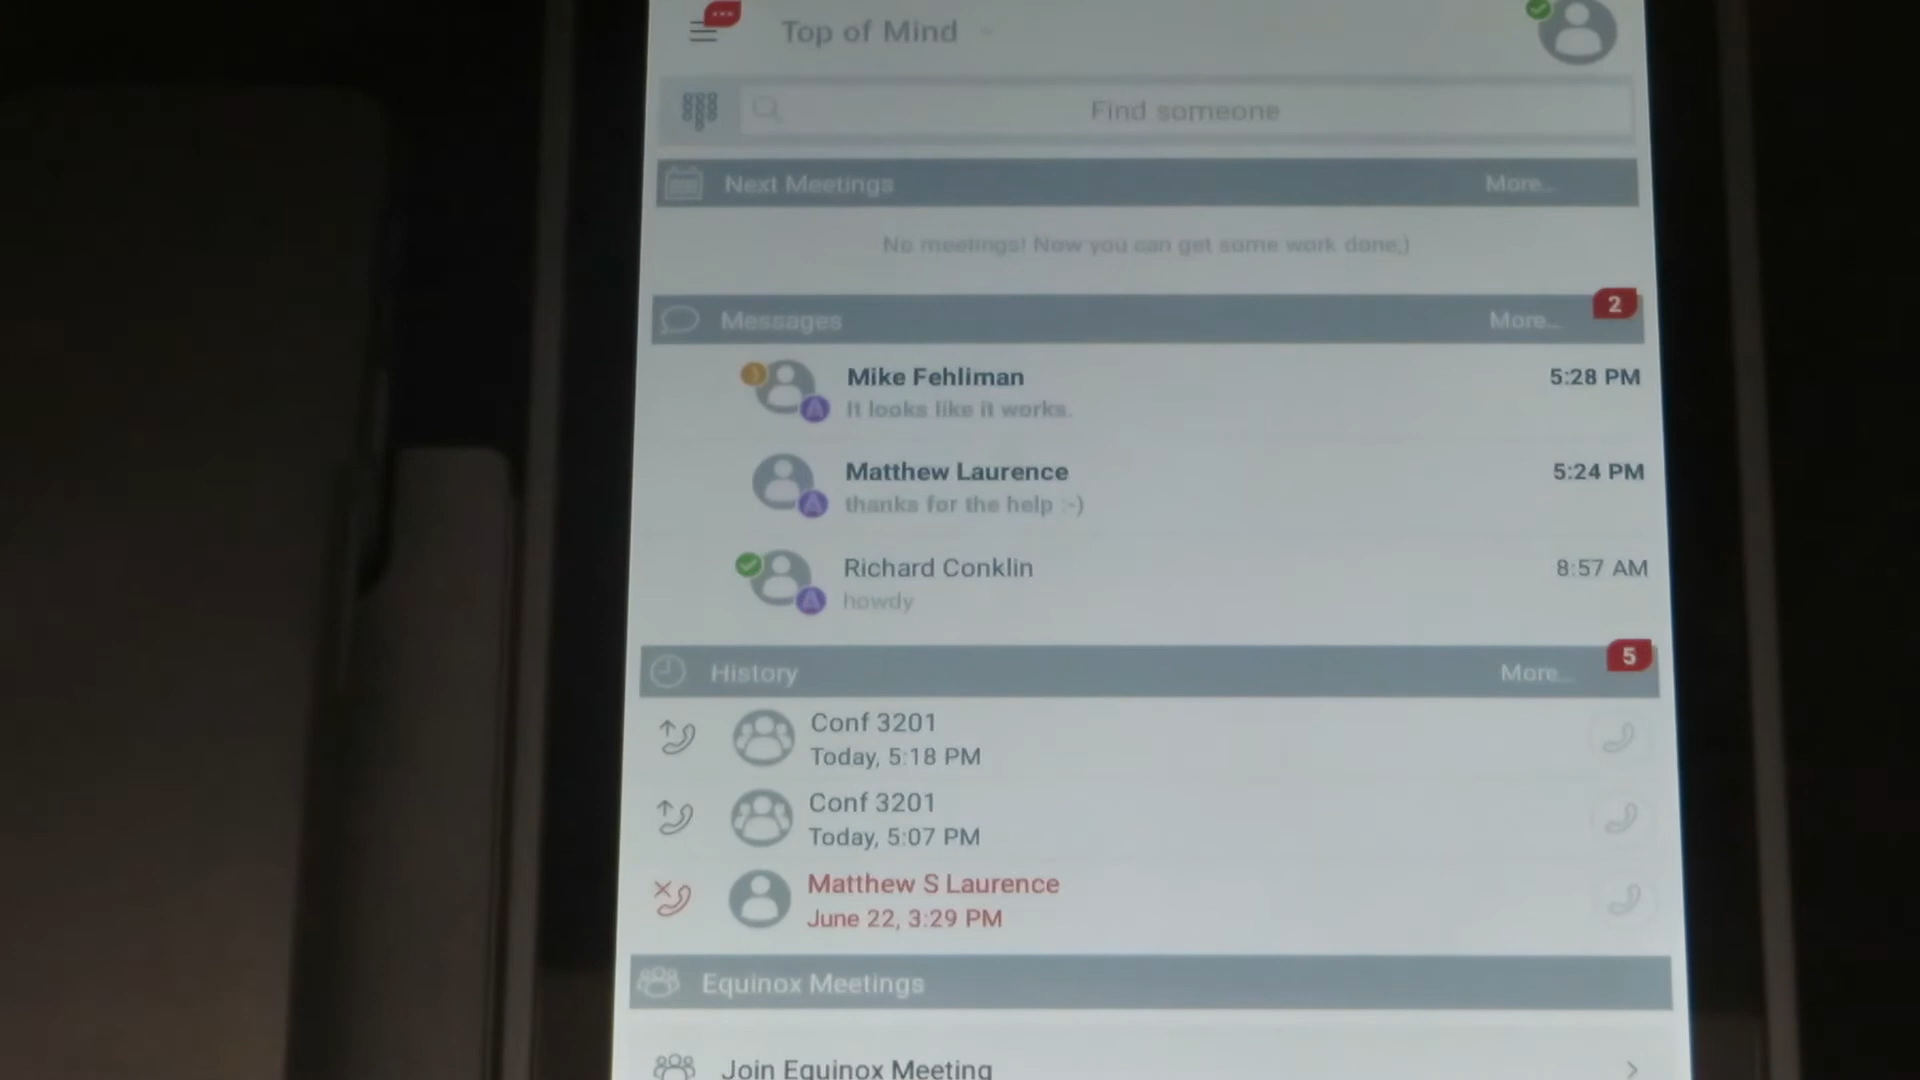 Top of Mind
Find someone
Next Meetings More...
No meetings! Now you can get some work done;)
Messages More... 2
Mike Fehliman 5:28 PM
It looks like it works.
Matthew Laurence 5:24 PM
thanks for the help :-)
Richard Conklin 8:57 AM
howdy
History More... 5
Conf 3201
Today, 5:18 PM
Conf 3201
Today, 5:07 PM
Matthew S Laurence
June 22, 3:29 PM
Equinox Meetings
Join Equinox Meeting